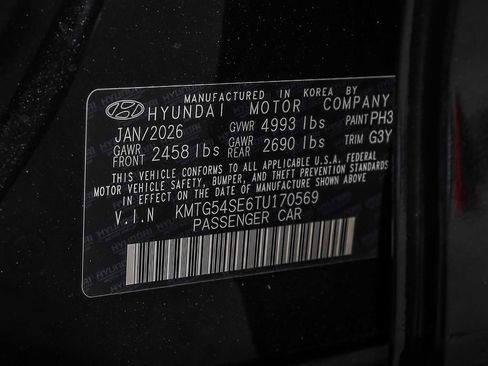 MANUFACTURED IN KOREA BY
HYUNDAI MOTOR COMPANY
JAN/2026 GVWR 4993 lbs PAINT PH3
GAWR FRONT 2458 lbs GAWR REAR 2690 lbs TRIM G3Y
THIS VEHICLE CONFORMS TO ALL APPLICABLE U.S.A. FEDERAL
MOTOR VEHICLE SAFETY, BUMPER, AND THEFT PREVENTION STANDARDS
IN EFFECT ON THE DATE OF MANUFACTURE SHOWN ABOVE.
V.I.N KMTG54SE6TU170569
PASSENGER CAR